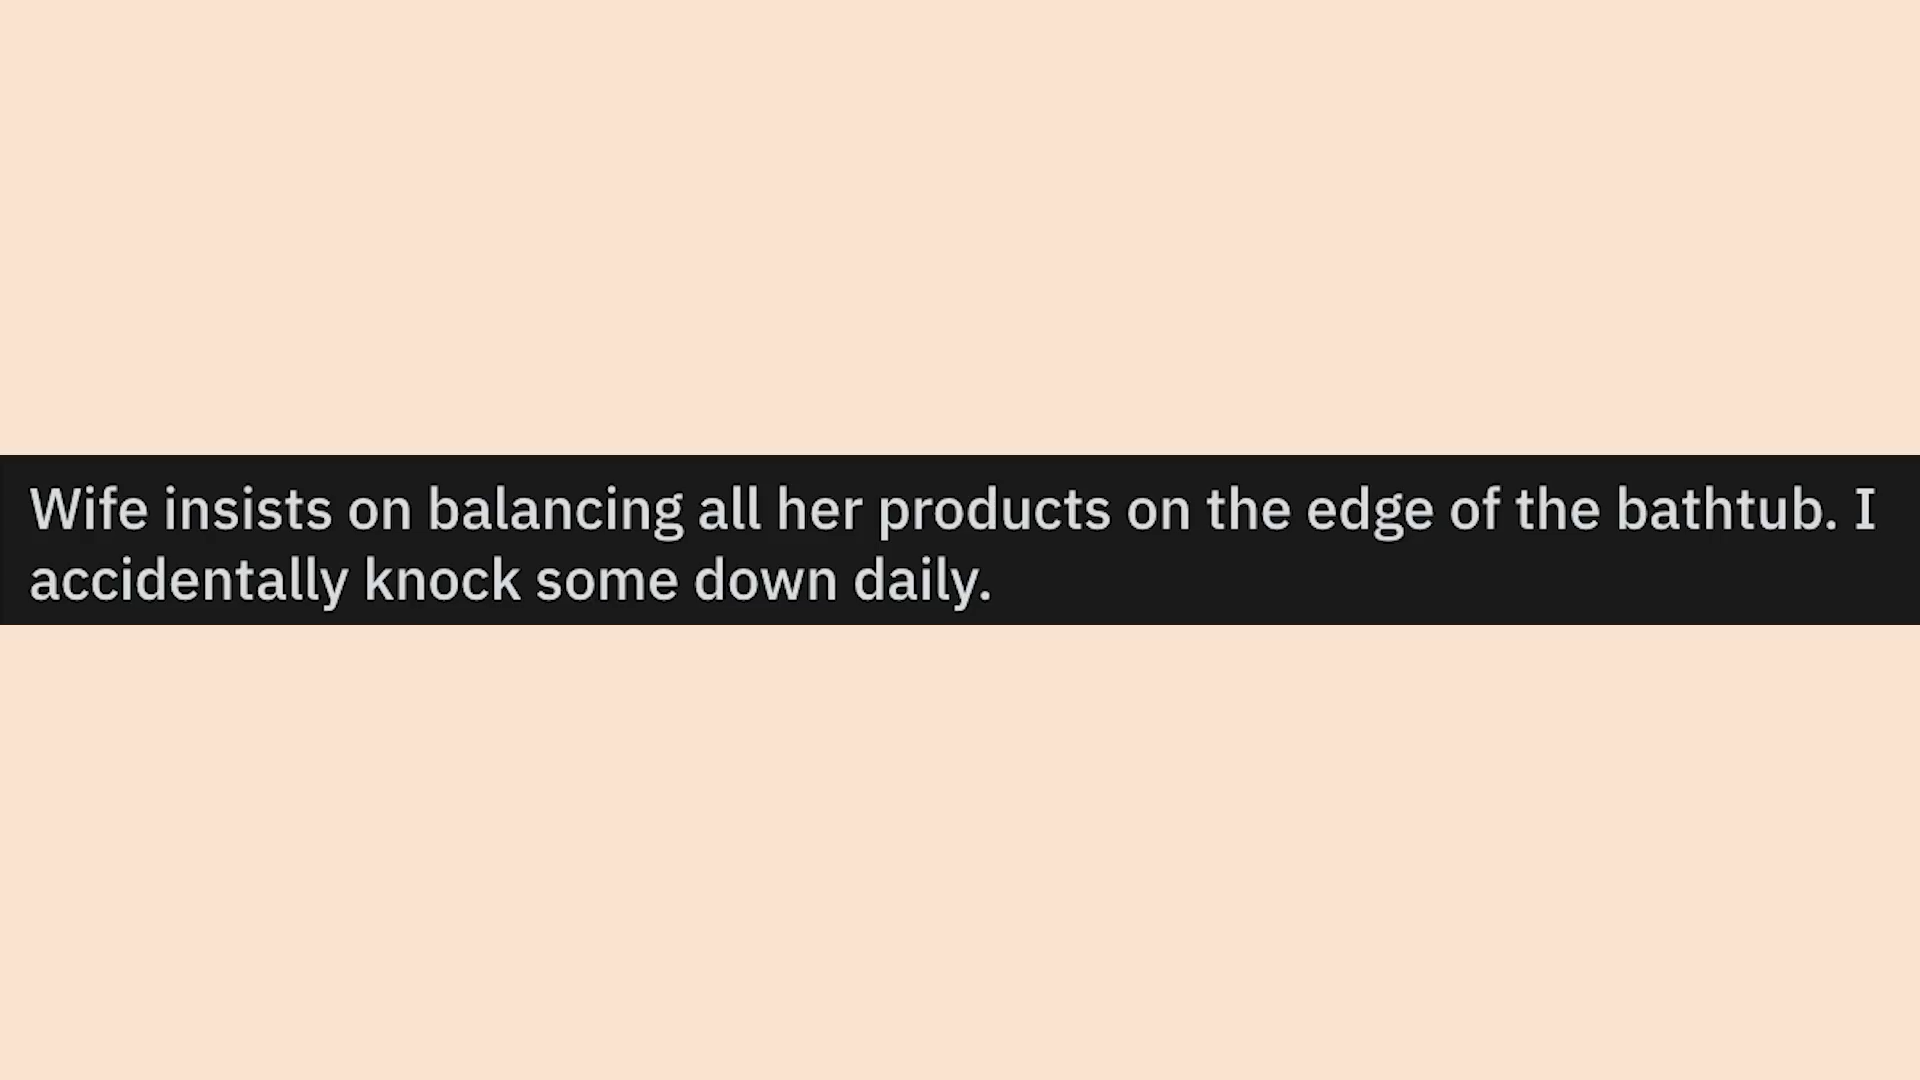 Wife insists on balancing all her products on the edge of the bathtub. I
accidentally knock some down daily.